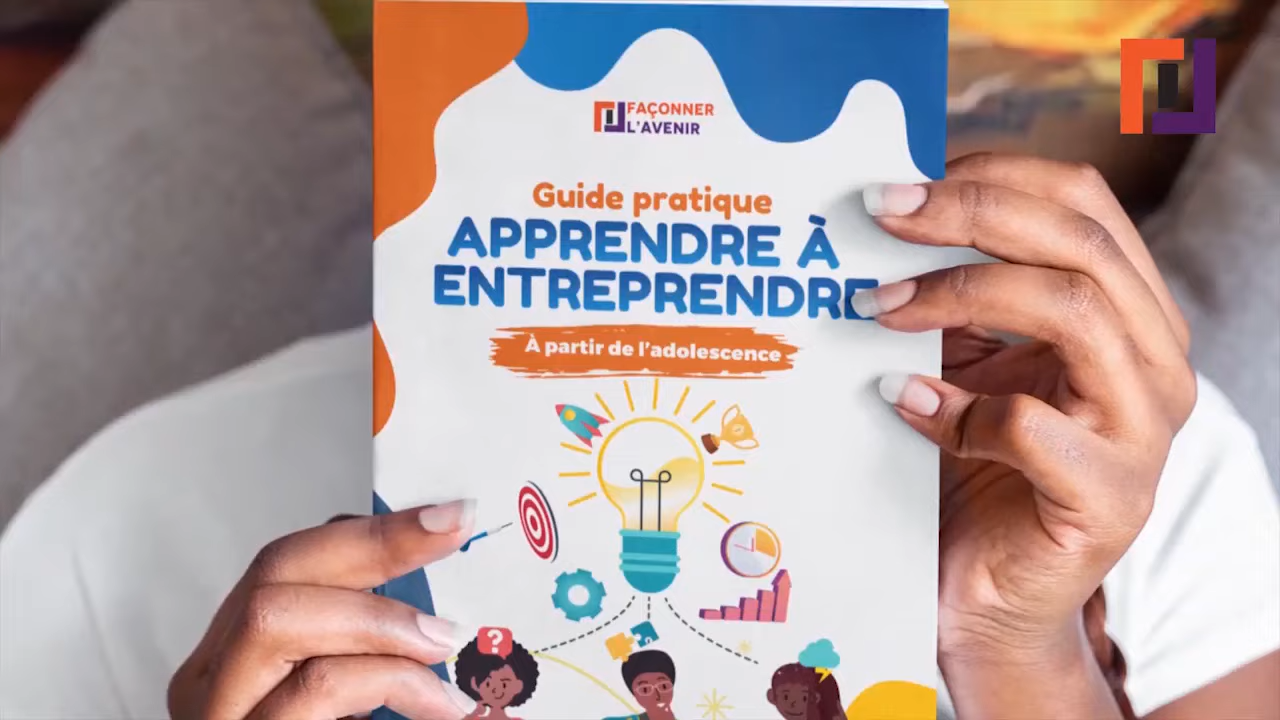 FAÇONNER
L'AVENIR
Guide pratique
APPRENDRE À
ENTREPRENDRE
À partir de l'adolescence
?